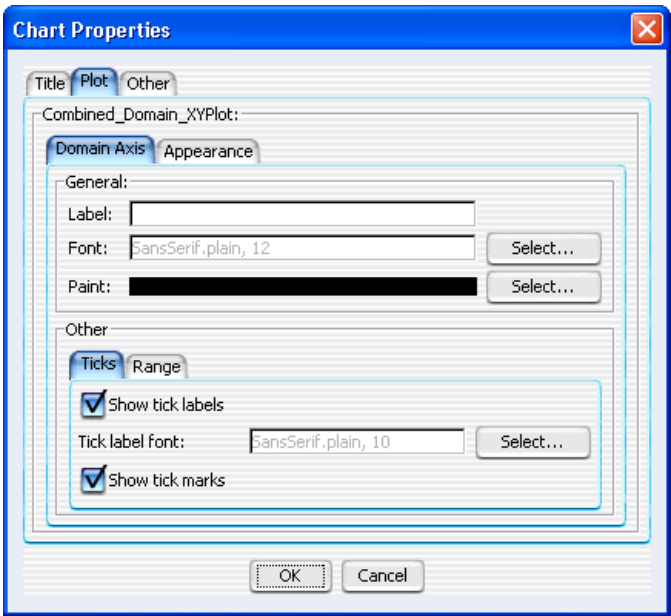 Chart Properties
Title Plot Other
Combined_Domain_XYPlot:
Domain Axis Appearance
General:
Label:
Font: SansSerif.plain, 12 Select...
Paint: Select...
Other
Ticks Range
Show tick labels
Tick label font: SansSerif.plain, 10 Select...
Show tick marks
OK Cancel